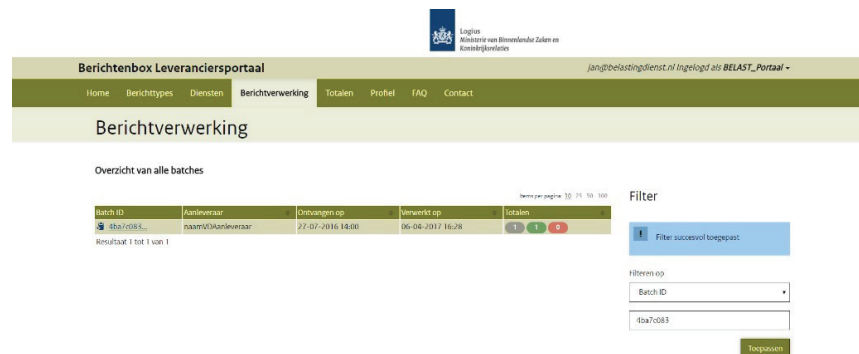 Logius
Ministerie van Binnenlandse Zaken en
Koninkrijksrelaties
Berichtenbox Leveranciersportaal
jan@belastingdienst.nl Ingelogd als BELAST_Portaal
Home Berichttypes Diensten Berichtverwerking Totalen Profiel FAQ Contact
Berichtverwerking
Overzicht van alle batches
Items per pagina 10 25 50 100
Filter
Batch ID Aanleveraar Ontvangen op Verwerkt op Totalen
4ba7c083... naamVDAanleveraar 27-07-2016 14:00 06-04-2017 16:28 1 1 0
Resultaat 1 tot 1 van 1
! Filter succesvol toegepast
Filteren op
Batch ID
4ba7c083
Toepassen